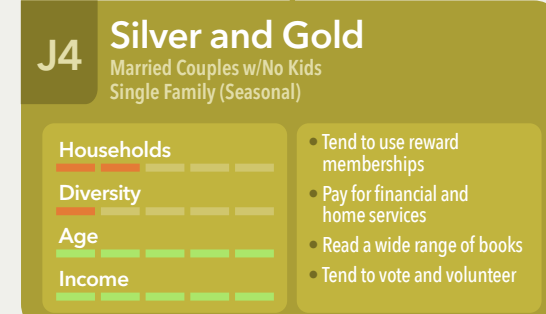 J4
Silver and Gold
Married Couples w/No Kids
Single Family (Seasonal)
Households
Diversity
Age
Income
• Tend to use reward
memberships
• Pay for financial and
home services
• Read a wide range of books
• Tend to vote and volunteer